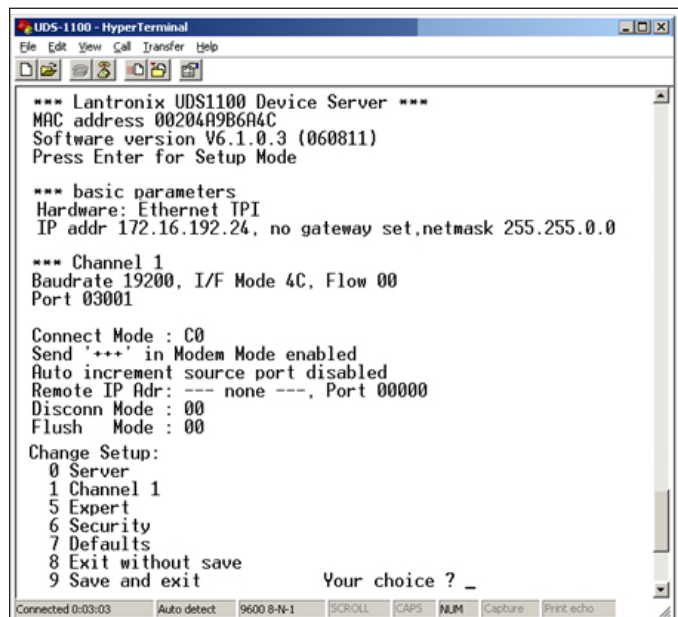 UDS-1100 - HyperTerminal
File Edit View Call Transfer Help
*** Lantronix UDS1100 Device Server ***
MAC address 00204A9B6A4C
Software version V6.1.0.3 (060811)
Press Enter for Setup Mode
*** basic parameters
Hardware: Ethernet TPI
IP addr 172.16.192.24, no gateway set,netmask 255.255.0.0
*** Channel 1
Baudrate 19200, I/F Mode 4C, Flow 00
Port 03001
Connect Mode : C0
Send '+++' in Modem Mode enabled
Auto increment source port disabled
Remote IP Adr: --- none ---, Port 00000
Disconn Mode : 00
Flush   Mode : 00
Change Setup:
0 Server
1 Channel 1
5 Expert
6 Security
7 Defaults
8 Exit without save
9 Save and exit Your choice ? _
Connected 0:03:03 Auto detect 9600 8-N-1 SCROLL CAPS NUM Capture Print echo